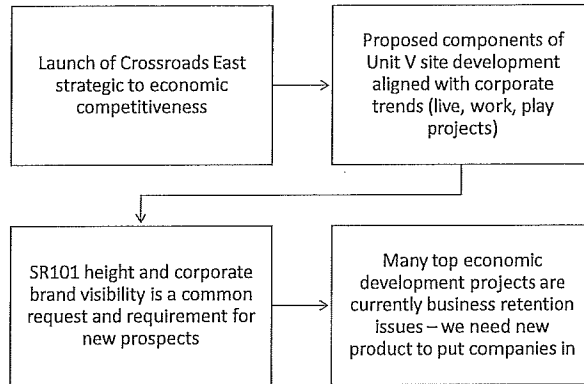 Launch of Crossroads East
strategic to economic
competitiveness
Proposed components of
Unit V site development
aligned with corporate
trends (live, work, play
projects)
SR101 height and corporate
brand visibility is a common
request and requirement for
new prospects
Many top economic
development projects are
currently business retention
issues – we need new
product to put companies in